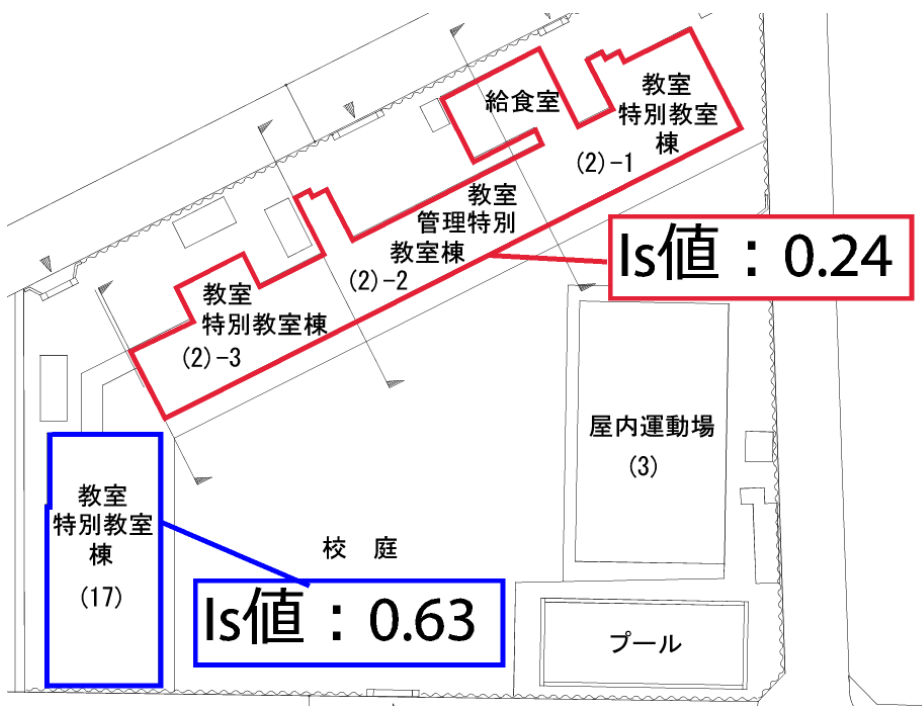 給食室
教室
特別教室
棟
(2)-1
教室
管理特別
教室棟
(2)-2
Is値：0.24
教室
特別教室棟
(2)-3
屋内運動場
(3)
教室
特別教室
棟
(17)
校 庭
Is値：0.63
プール